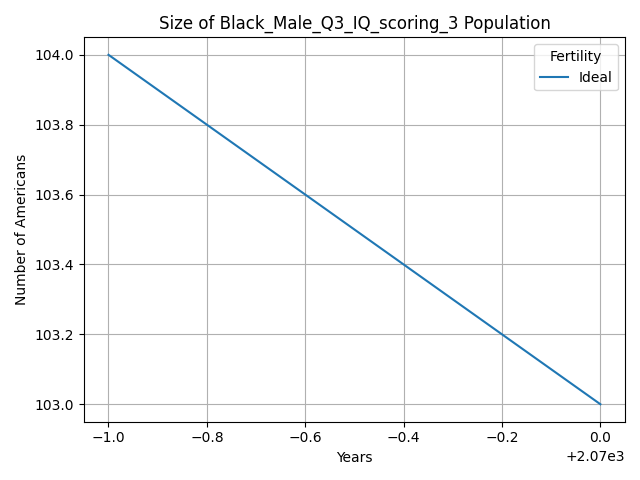 Size of Black_Male_Q3_IQ_scoring_3 Population
Fertility
Ideal
104.0
103.8
103.6
103.4
103.2
103.0
Number of Americans
−1.0 −0.8 −0.6 −0.4 −0.2 0.0
+2.07e3
Years